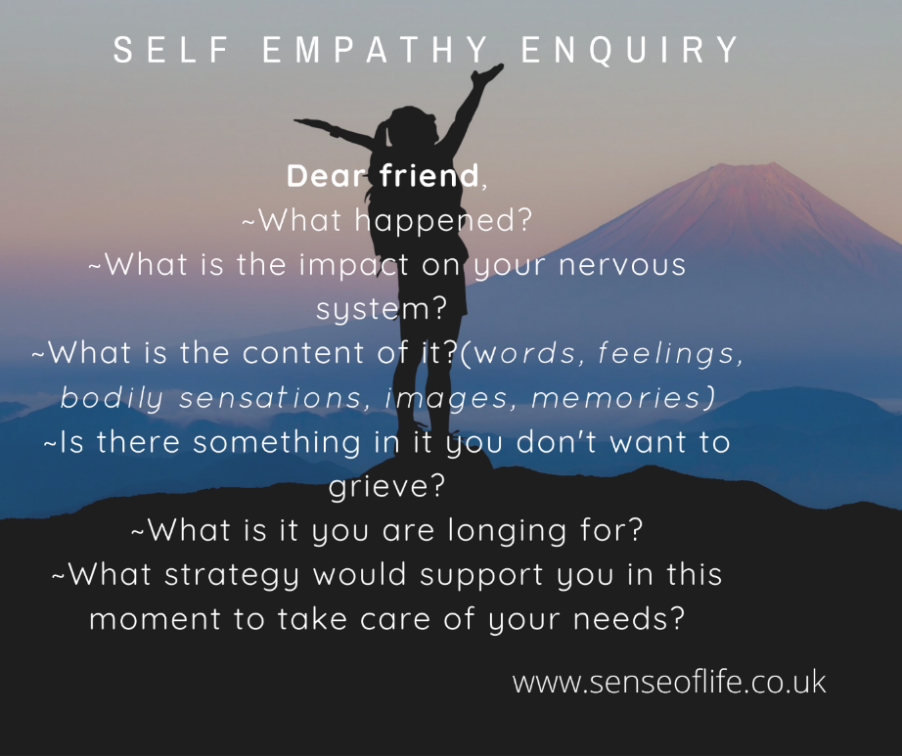 SELF EMPATHY ENQUIRY
Dear friend,
~What happened?
~What is the impact on your nervous
system?
~What is the content of it?(words, feelings,
bodily sensations, images, memories)
~Is there something in it you don't want to
grieve?
~What is it you are longing for?
~What strategy would support you in this
moment to take care of your needs?
www.senseoflife.co.uk